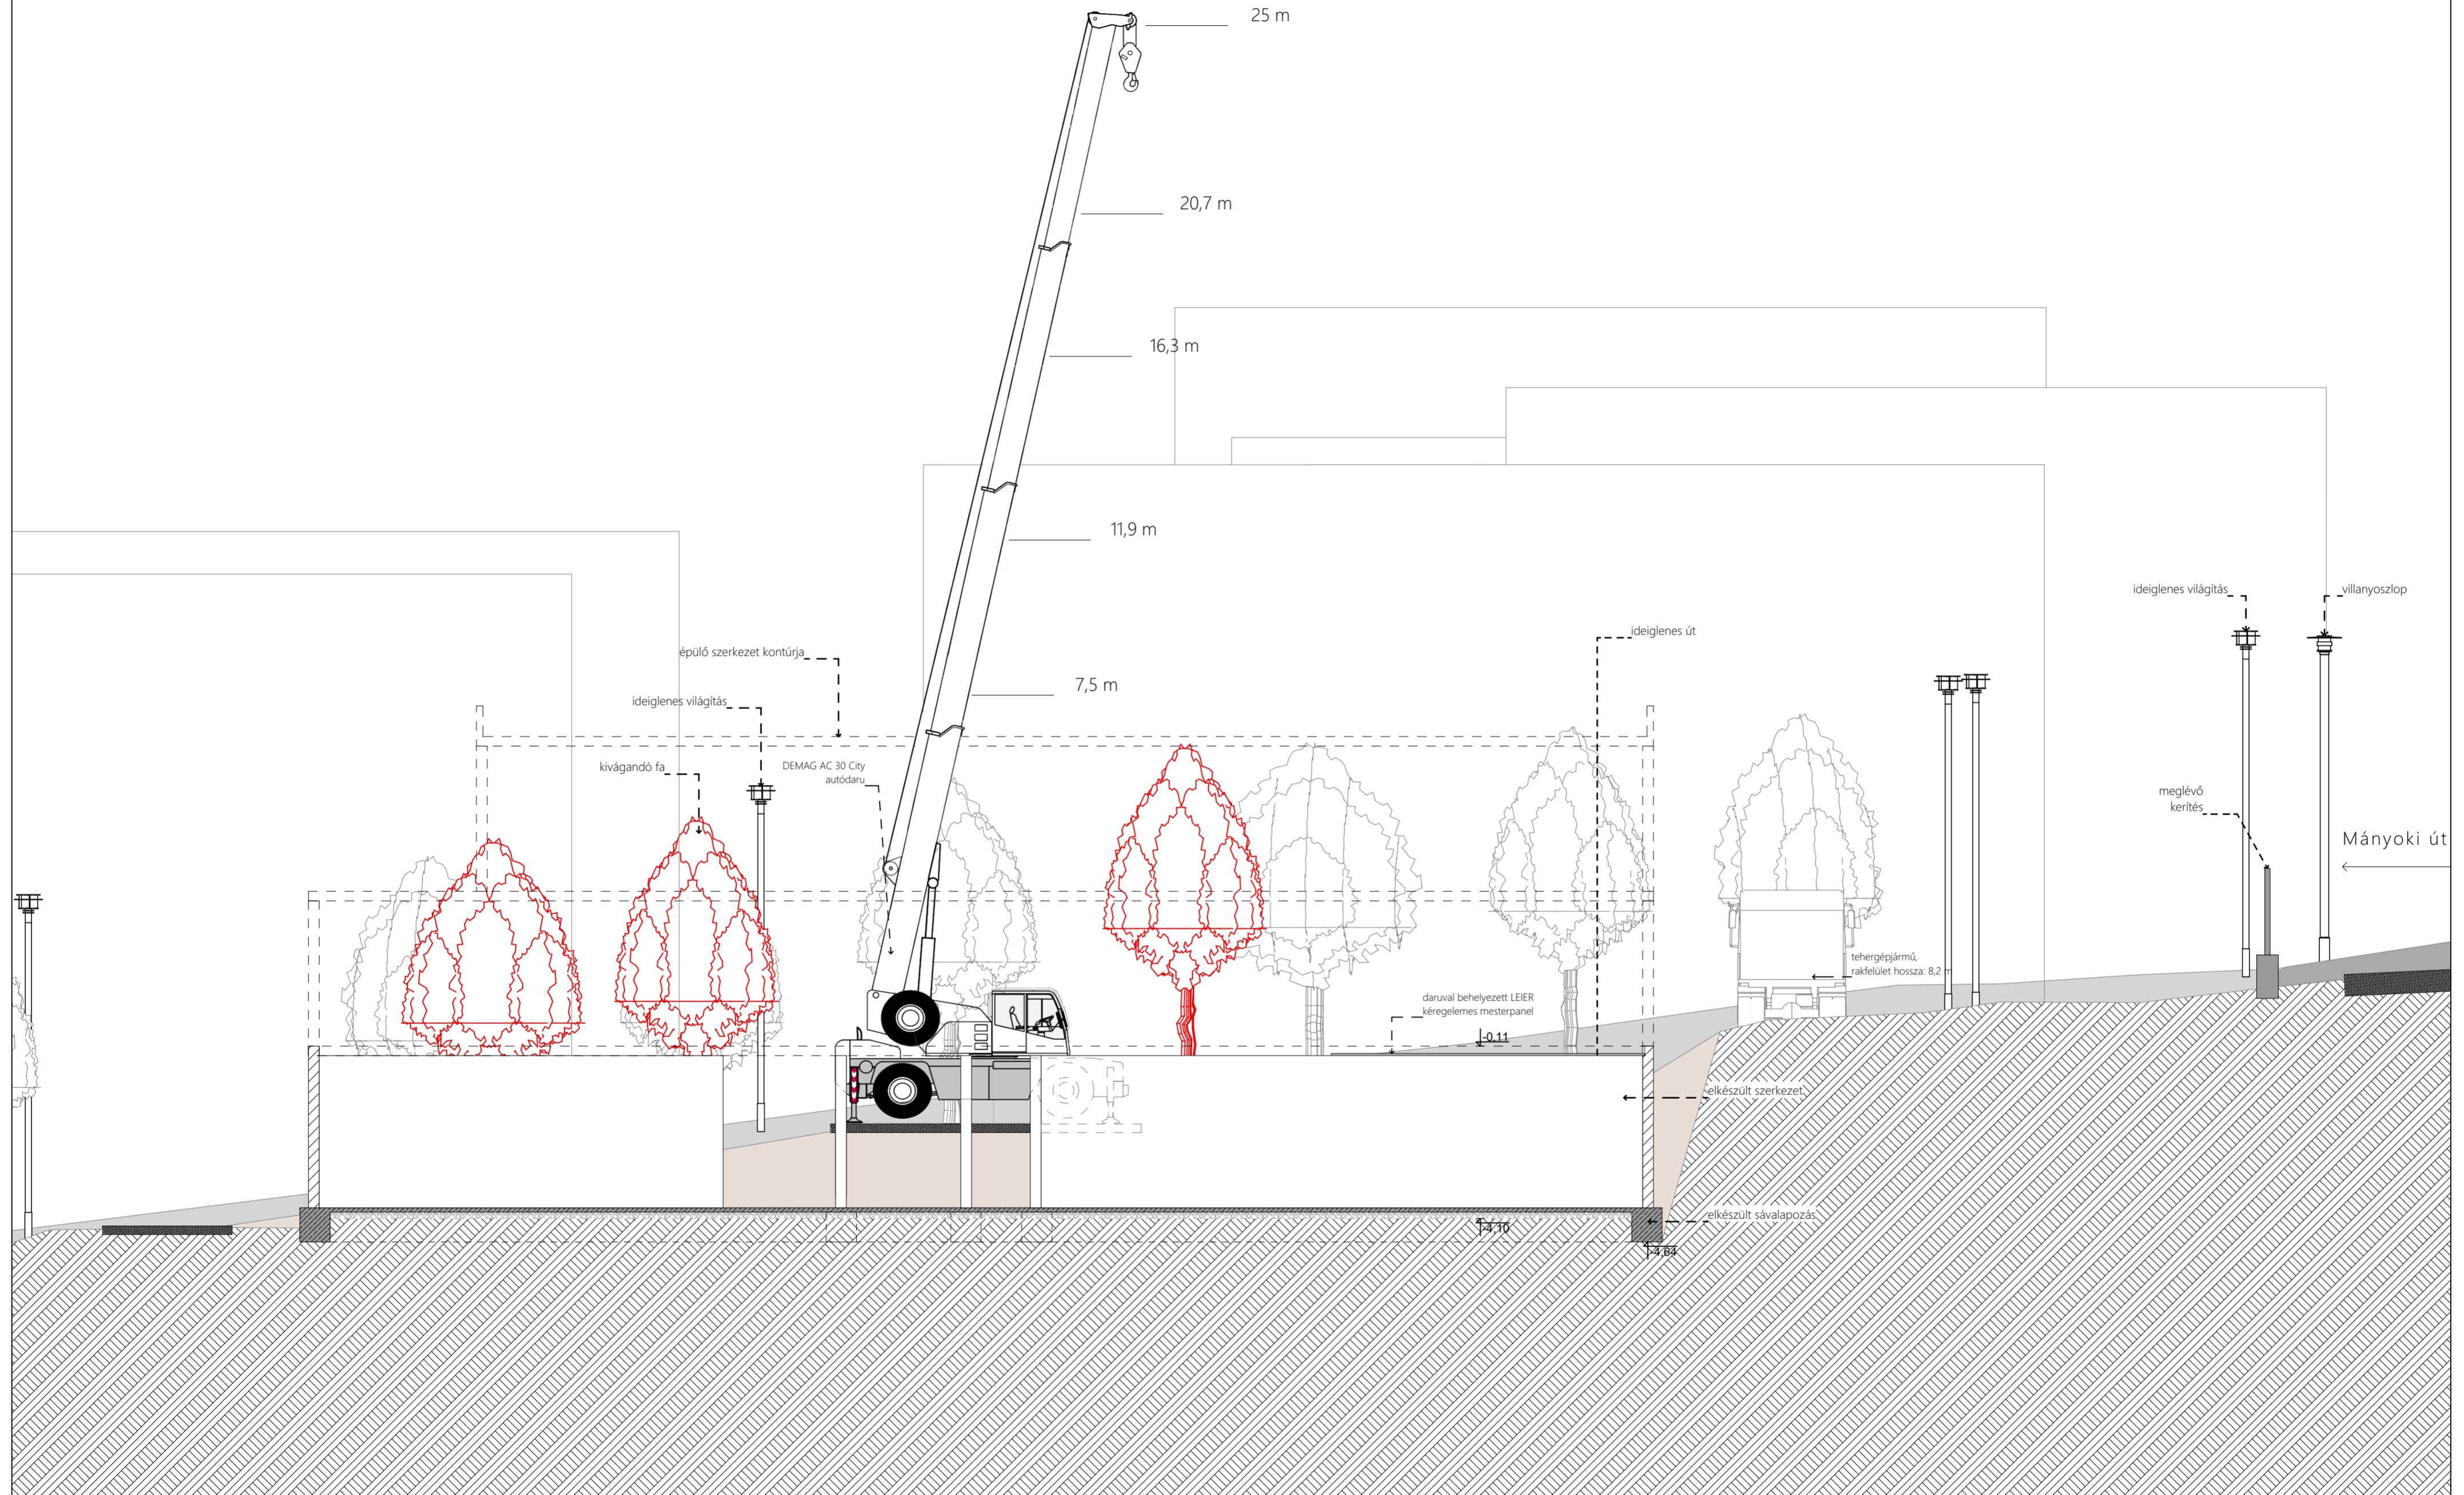 25 m
20,7 m
16,3 m
11,9 m
ideiglenes világítás
villanyoszlop
ideiglenes út
épülő szerkezet kontúrja
7,5 m
ideiglenes világítás
kivágandó fa
DEMAG AC 30 City
autódaru
meglévő
kerítés
Mányoki út
tehergépjármű,
rakfelület hossza: 8,2 m
daruval behelyezett LEIER
kéregelemes mesterpanel
-0,11
elkészült szerkezet
elkészült sávalapozás
-4,10
-4,64